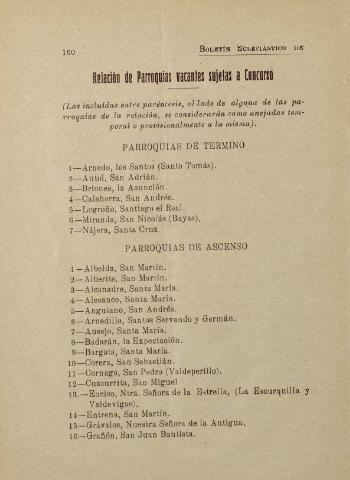 160
BOLETÍN ECLESIÁSTICO DE
Relación de Parroquias vacantes sujetas a Concurso
(Las incluidas entre paréntesis, al lado de alguna de las pa-
rroquias de la relación, se considerarán como anejadas tem-
poral o provisionalmente a la misma).
PARROQUIAS DE TERMINO
1—Arnedo, los Santos (Santo Tomás).
2—Autol, San Adrián.
3—Briones, la Asunción.
4—Calahorra, San Andrés.
5—Logroño, Santiago el Real.
6—Miranda, San Nicolás (Bayas),
7—Nájera, Santa Cruz
PARROQUIAS DE ASCENSO
1—Albelda, San Martín.
2—Alberite, San Martín.
3—Alcanadre, Santa María.
4—Alesanco, Santa María.
5—Anguiano, San Andrés.
6—Arnedillo, Santos Servando y Germán.
7—Ausejo, Santa María.
8—Badarán, la Expectación.
9—Bargota, Santa María.
10—Corera, San Sebastián.
11—Cornago, San Pedro (Valdeperillo).
12—Cuzcurrita, San Miguel
13.—Enciso, Ntra. Señora de la Estrella, (La Escurquilla y
Valdevigas).
14—Entrena, San Martín.
15—Grávalos, Nuestra Señora de la Antigua,
16—Grañón, San Juan Bautista.